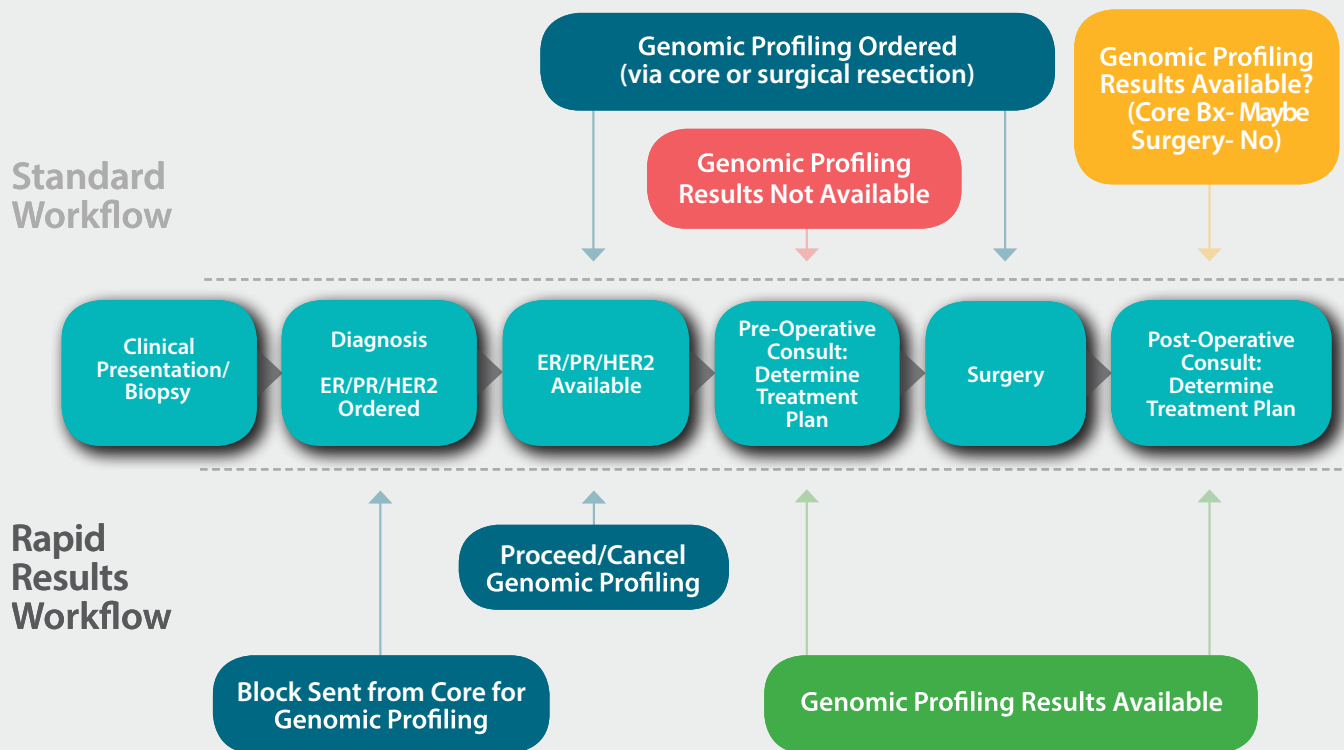 Genomic Profiling Ordered
(via core or surgical resection)
Genomic Profiling
Results Available?
(Core Bx- Maybe
Surgery- No)
Genomic Profiling
Results Not Available
Standard
Workflow
Clinical
Presentation/
Biopsy
Diagnosis
ER/PR/HER2
Ordered
ER/PR/HER2
Available
Pre-Operative
Consult:
Determine
Treatment
Plan
Surgery
Post-Operative
Consult:
Determine
Treatment Plan
Rapid
Results
Workflow
Proceed/Cancel
Genomic Profiling
Block Sent from Core for
Genomic Profiling
Genomic Profiling Results Available